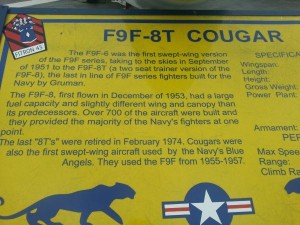 FITRON 43
F9F-8T COUGAR
The F9F-6 was the first swept-wing version
of the F9F series, taking to the skies in September
of 1951 to the F9F-8T (a two seat trainer version of the
F9F-8), the last in line of F9F series fighters built for the
Navy by Gruman.
The F9F-8, first flown in December of 1953, had a large
fuel capacity and slightly different wing and canopy than
its predecessors. Over 700 of the aircraft were built and
they provided the majority of the Navy's fighters at one
point.
The last "8T's" were retired in February 1974. Cougars were
also the first swept-wing aircraft used by the Navy's Blue
Angels. They used the F9F from 1955-1957.
SPECIFICA
Wingspan:
Length:
Height:
Gross Weight:
Power Plant:
Armament:
PER
Max Speed
Range:
Climb Ra